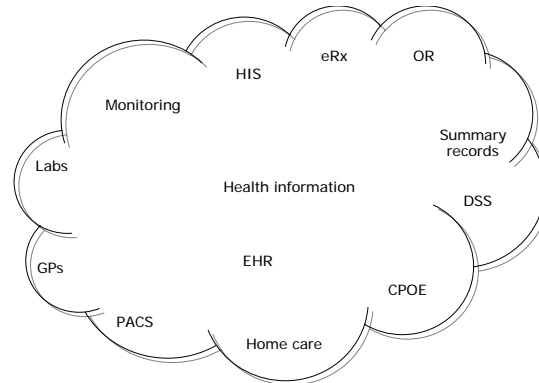 eRx
OR
HIS
Monitoring
Summary
records
Labs
Health information
DSS
EHR
GPs
CPOE
PACS
Home care